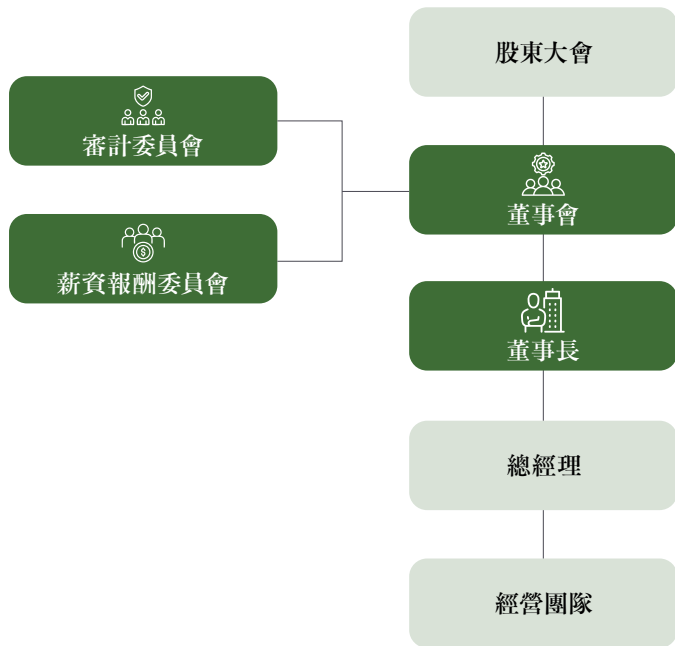 股東大會
審計委員會
董事會
薪資報酬委員會
董事長
總經理
經營團隊